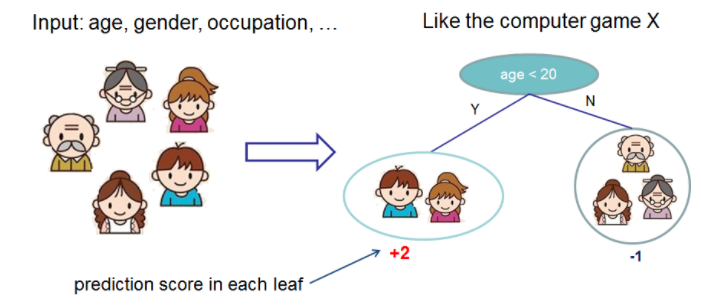 Input: age, gender, occupation, …
Like the computer game X
age < 20
Y
N
+2
-1
prediction score in each leaf